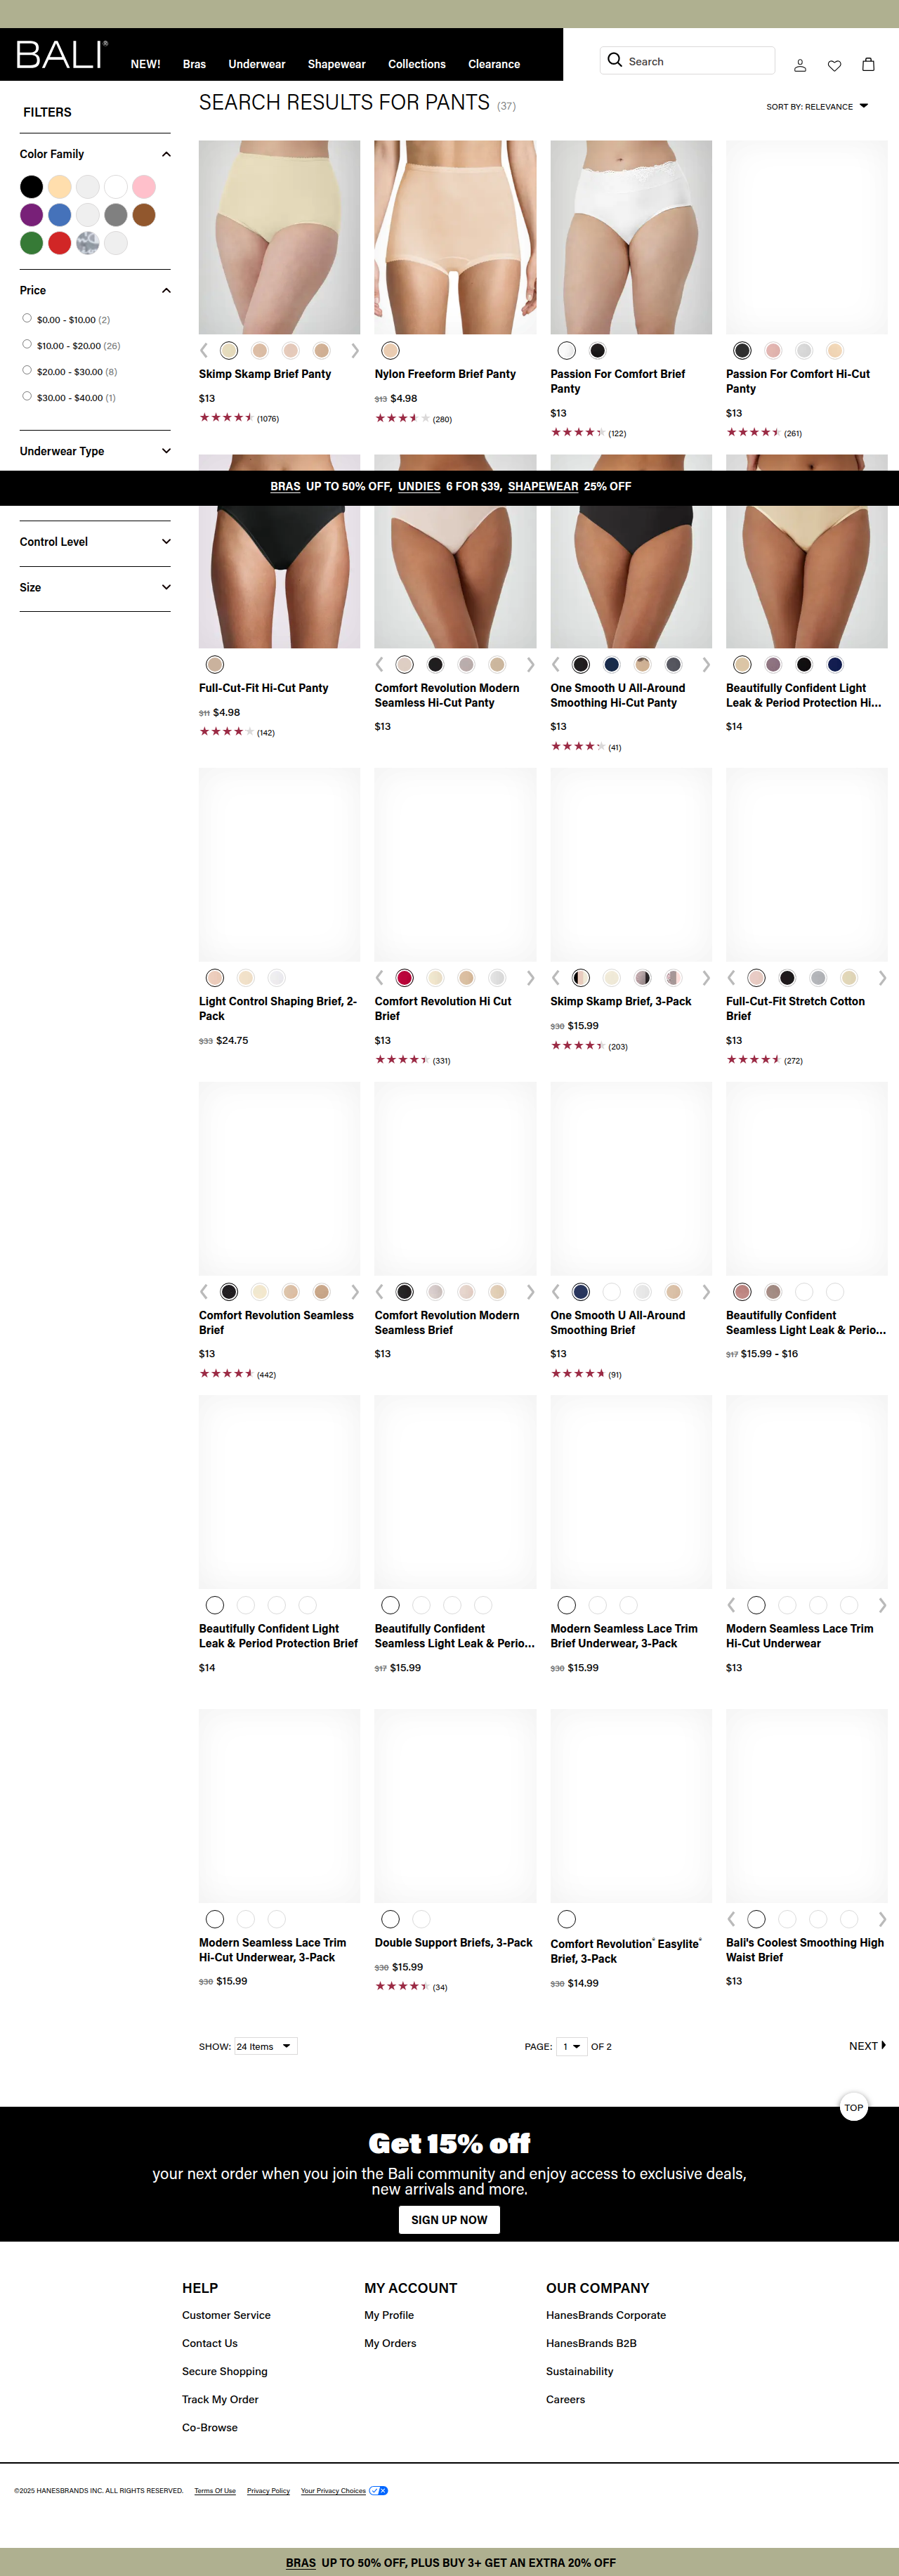 BALI®
NEW! Bras Underwear Shapewear Collections Clearance
Search
FILTERS
SEARCH RESULTS FOR PANTS (37)
SORT BY: RELEVANCE
Color Family
Price
$0.00 - $10.00 (2)
$10.00 - $20.00 (26)
$20.00 - $30.00 (8)
$30.00 - $40.00 (1)
Underwear Type
Control Level
Size
Skimp Skamp Brief Panty
$13
(1076)
Nylon Freeform Brief Panty
$13 $4.98
(280)
Passion For Comfort Brief
Panty
$13
(122)
Passion For Comfort Hi-Cut
Panty
$13
(261)
BRAS UP TO 50% OFF, UNDIES 6 FOR $39, SHAPEWEAR 25% OFF
Full-Cut-Fit Hi-Cut Panty
$11 $4.98
(142)
Comfort Revolution Modern
Seamless Hi-Cut Panty
$13
One Smooth U All-Around
Smoothing Hi-Cut Panty
$13
(41)
Beautifully Confident Light
Leak & Period Protection Hi...
$14
Light Control Shaping Brief, 2-
Pack
$33 $24.75
Comfort Revolution Hi Cut
Brief
$13
(331)
Skimp Skamp Brief, 3-Pack
$30 $15.99
(203)
Full-Cut-Fit Stretch Cotton
Brief
$13
(272)
Comfort Revolution Seamless
Brief
$13
(442)
Comfort Revolution Modern
Seamless Brief
$13
One Smooth U All-Around
Smoothing Brief
$13
(91)
Beautifully Confident
Seamless Light Leak & Perio...
$17 $15.99 - $16
Beautifully Confident Light
Leak & Period Protection Brief
$14
Beautifully Confident
Seamless Light Leak & Perio...
$17 $15.99
Modern Seamless Lace Trim
Brief Underwear, 3-Pack
$30 $15.99
Modern Seamless Lace Trim
Hi-Cut Underwear
$13
Modern Seamless Lace Trim
Hi-Cut Underwear, 3-Pack
$30 $15.99
Double Support Briefs, 3-Pack
$30 $15.99
(34)
Comfort Revolution® Easylite®
Brief, 3-Pack
$30 $14.99
Bali's Coolest Smoothing High
Waist Brief
$13
SHOW: 24 Items
PAGE: 1 OF 2
NEXT
TOP
Get 15% off
your next order when you join the Bali community and enjoy access to exclusive deals,
new arrivals and more.
SIGN UP NOW
HELP
Customer Service
Contact Us
Secure Shopping
Track My Order
Co-Browse
MY ACCOUNT
My Profile
My Orders
OUR COMPANY
HanesBrands Corporate
HanesBrands B2B
Sustainability
Careers
©2025 HANESBRANDS INC. ALL RIGHTS RESERVED. Terms Of Use Privacy Policy Your Privacy Choices
BRAS UP TO 50% OFF, PLUS BUY 3+ GET AN EXTRA 20% OFF